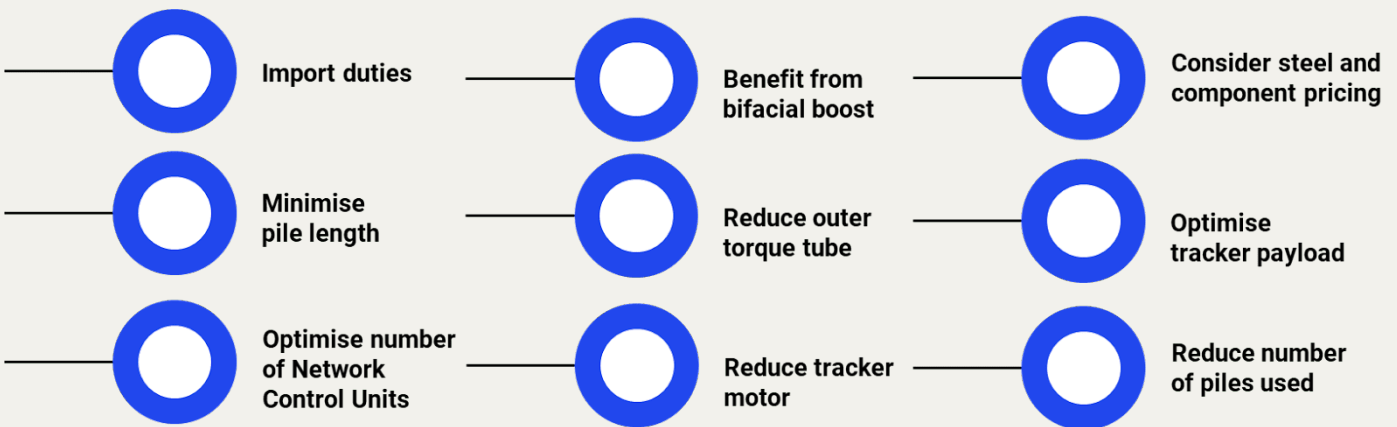 Import duties
Benefit from
bifacial boost
Consider steel and
component pricing
Minimise
pile length
Reduce outer
torque tube
Optimise
tracker payload
Optimise number
of Network
Control Units
Reduce tracker
motor
Reduce number
of piles used